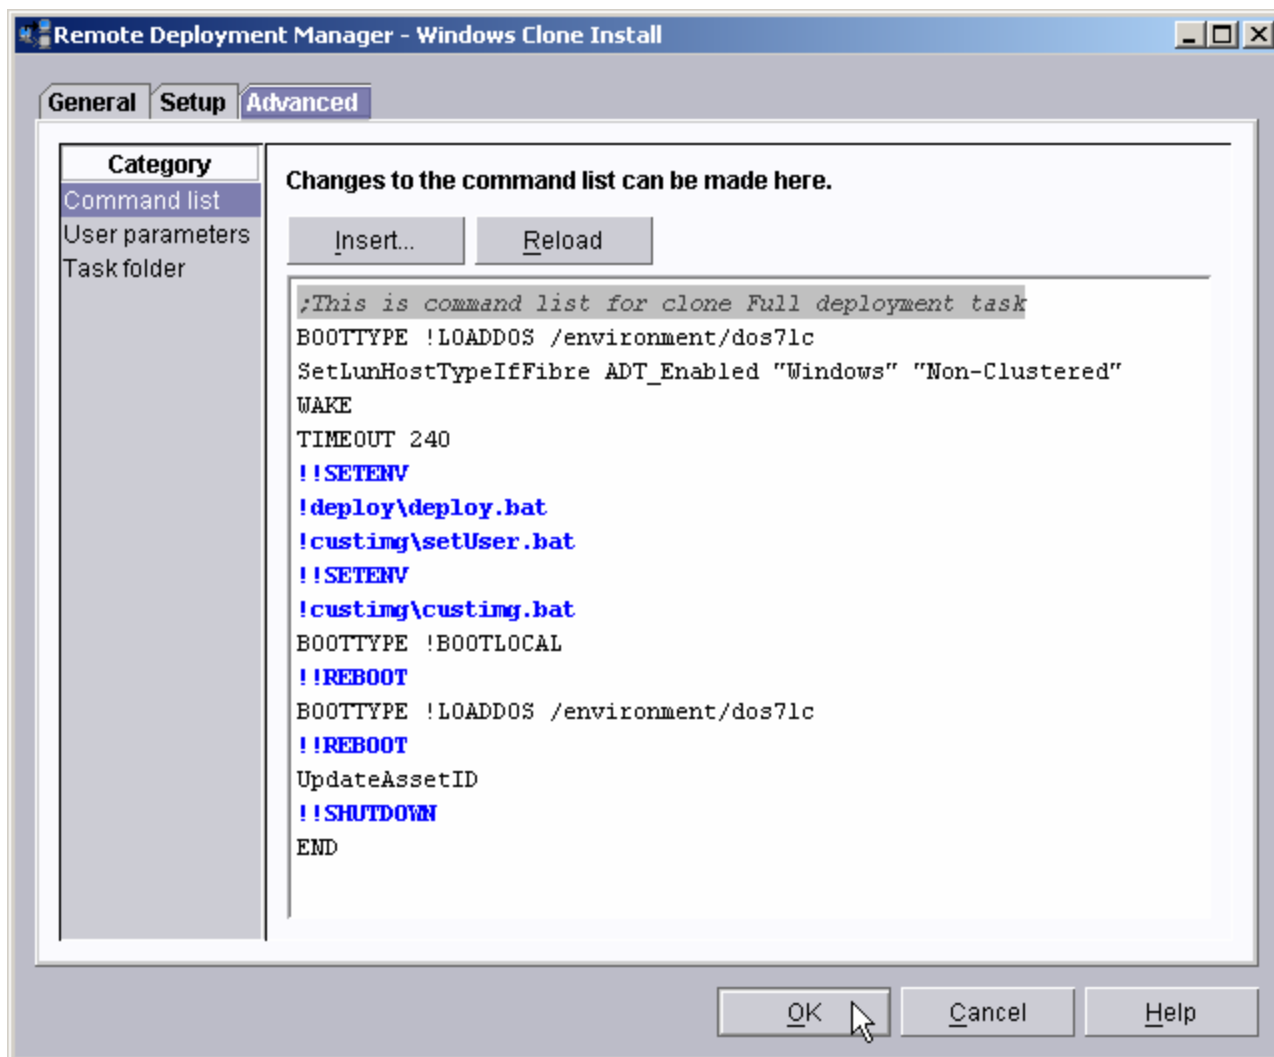 Remote Deployment Manager - Windows Clone Install
General Setup Advanced
Category
Command list
User parameters
Task folder
Changes to the command list can be made here.
Insert... Reload
;This is command list for clone Full deployment task
BOOTTYPE !LOADDOS /environment/dos71c
SetLunHostTypeIfFibre ADT_Enabled "Windows" "Non-Clustered"
WAKE
TIMEOUT 240
!!SETENV
!deploy\deploy.bat
!custimg\setUser.bat
!!SETENV
!custimg\custimg.bat
BOOTTYPE !BOOTLOCAL
!!REBOOT
BOOTTYPE !LOADDOS /environment/dos71c
!!REBOOT
UpdateAssetID
!!SHUTDOWN
END
OK Cancel Help